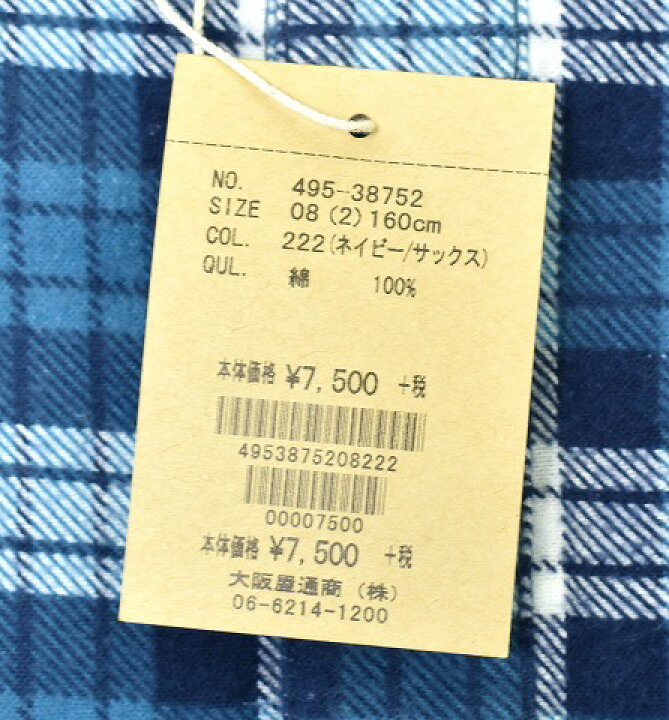 NO. 495-38752
SIZE 08 (2) 160cm
COL. 222(ネイビー/サックス)
QUL. 綿 100%
本体価格 ¥7,500 +税
4953875208222
00007500
本体価格 ¥7,500 +税
大阪盟通商 (株)
06-6214-1200